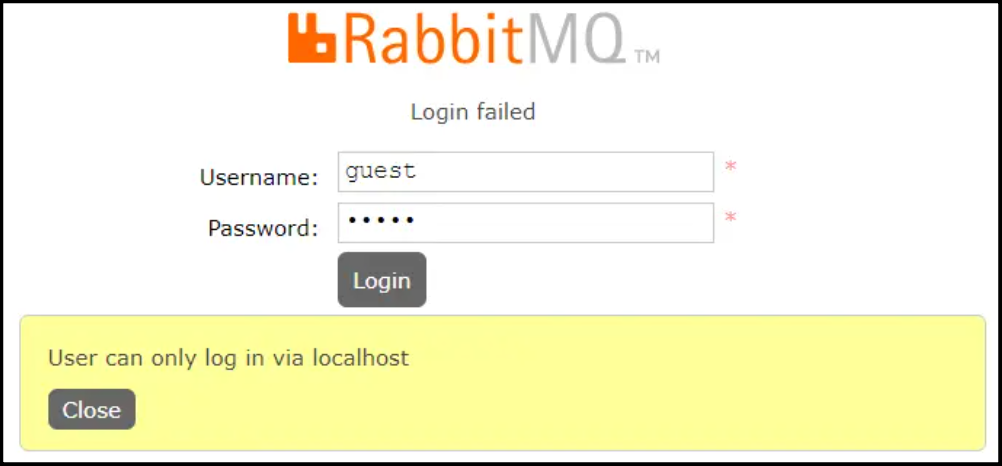 RabbitMQ™
Login failed
Username: guest *
Password: ••••• *
Login
User can only log in via localhost
Close